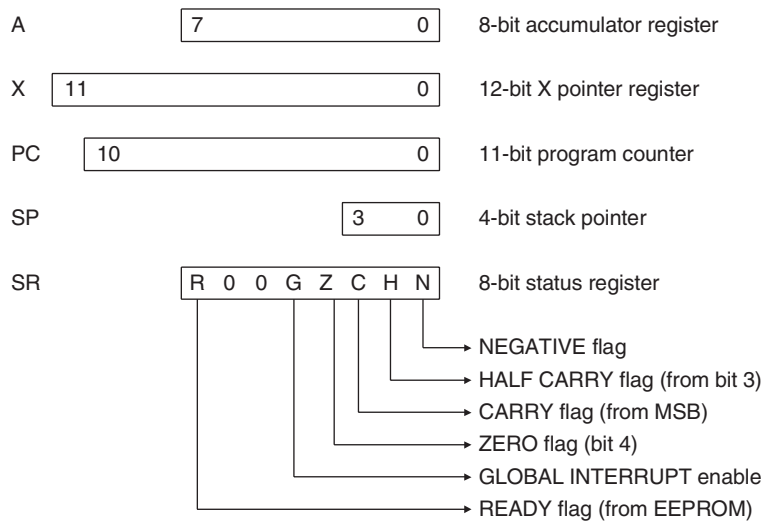 A 7 0 8-bit accumulator register
X 11 0 12-bit X pointer register
PC 10 0 11-bit program counter
SP 3 0 4-bit stack pointer
SR R 0 0 G Z C H N 8-bit status register
NEGATIVE flag
HALF CARRY flag (from bit 3)
CARRY flag (from MSB)
ZERO flag (bit 4)
GLOBAL INTERRUPT enable
READY flag (from EEPROM)